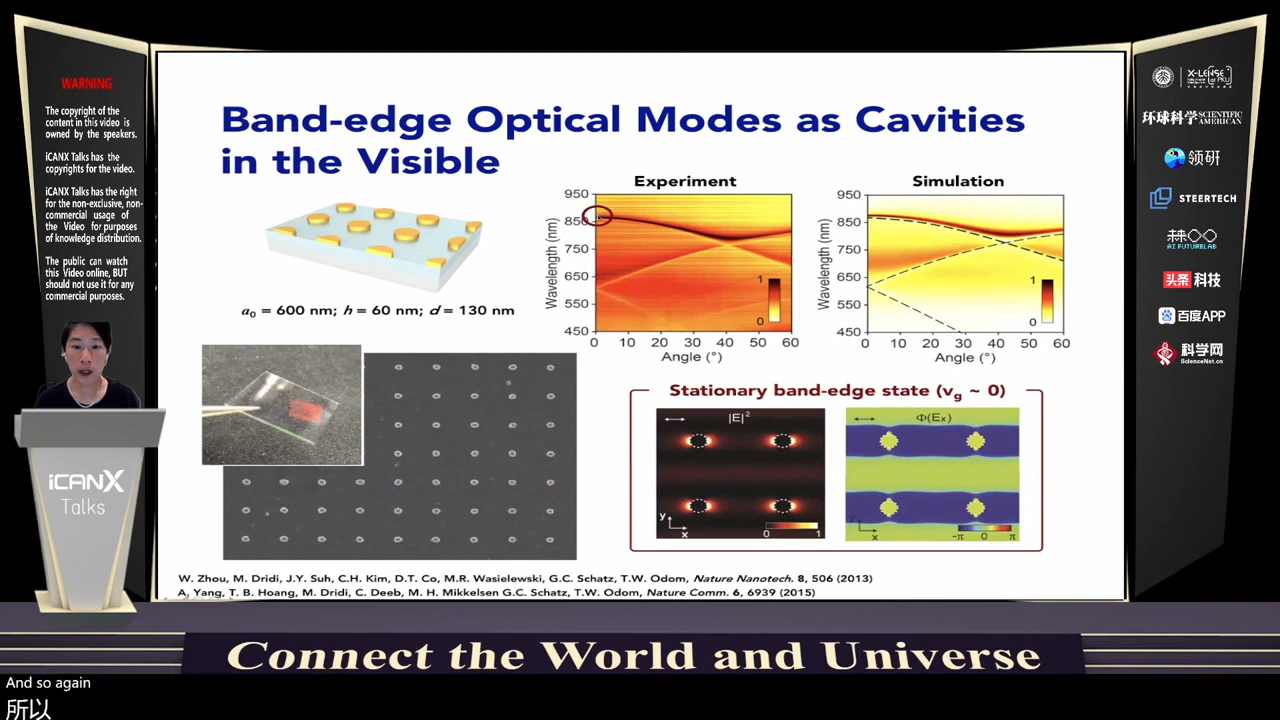 WARNING
The copyright of the
content in this video is
owned by the speakers.
iCANX Talks has the
copyrights for the video.
iCANX Talks has the right
for the non-exclusive, non-
commercial usage of
the Video for purposes
of knowledge distribution.
The public can watch
this Video online, BUT
should not use it for any
commercial purposes.
iCANX
Talks
Band-edge Optical Modes as Cavities
in the Visible
a₀ = 600 nm; h = 60 nm; d = 130 nm
Experiment
Wavelength (nm)
950
850
750
650
550
450
1
0
0 10 20 30 40 50 60
Angle (°)
Simulation
Wavelength (nm)
950
850
750
650
550
450
1
0
0 10 20 30 40 50 60
Angle (°)
Stationary band-edge state (vg ~ 0)
|E|²
y
x
0 1
Φ(Ex)
x
-π 0 π
W. Zhou, M. Dridi, J.Y. Suh, C.H. Kim, D.T. Co, M.R. Wasielewski, G.C. Schatz, T.W. Odom, Nature Nanotech. 8, 506 (2013)
A. Yang, T. B. Hoang, M. Dridi, C. Deeb, M. H. Mikkelsen G.C. Schatz, T.W. Odom, Nature Comm. 6, 6939 (2015)
X-LENSE
环球科学 SCIENTIFIC AMERICAN
领研
STEERTECH
AI FUTURELAB
头条 科技
百度APP
科学网
ScienceNet.cn
Connect the World and Universe
And so again
所以